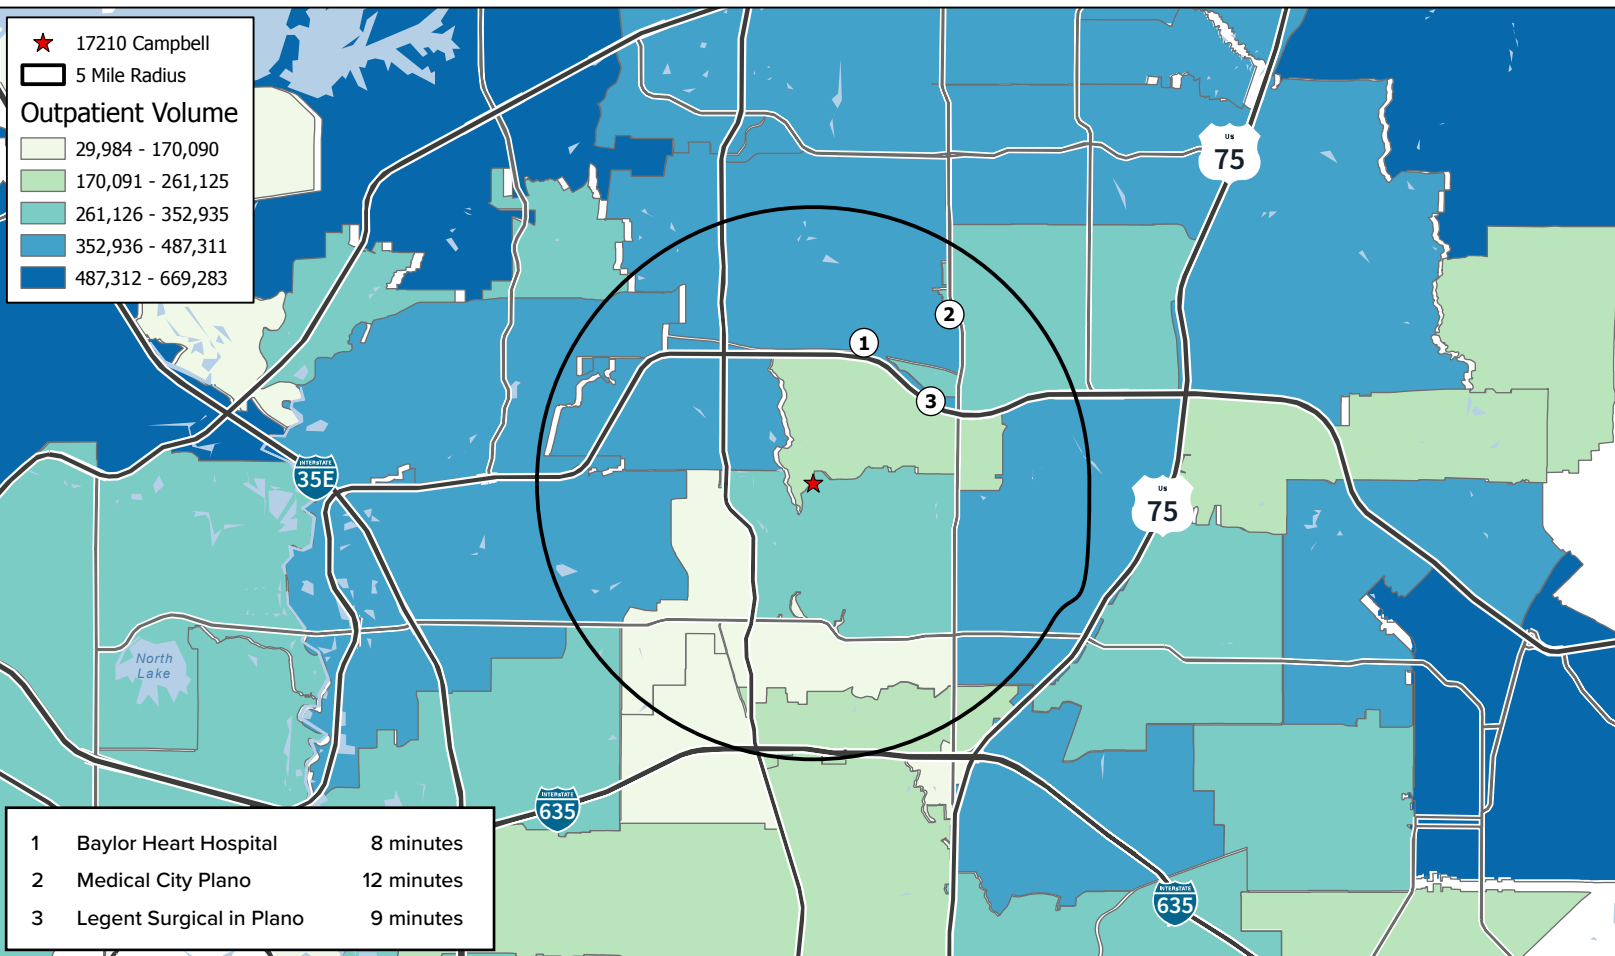 17210 Campbell
5 Mile Radius
Outpatient Volume
29,984 - 170,090
170,091 - 261,125
261,126 - 352,935
352,936 - 487,311
487,312 - 669,283
US
75
2
1
3
INTERSTATE
35E
US
75
North
Lake
INTERSTATE
635
INTERSTATE
635
1 Baylor Heart Hospital 8 minutes
2 Medical City Plano 12 minutes
3 Legent Surgical in Plano 9 minutes